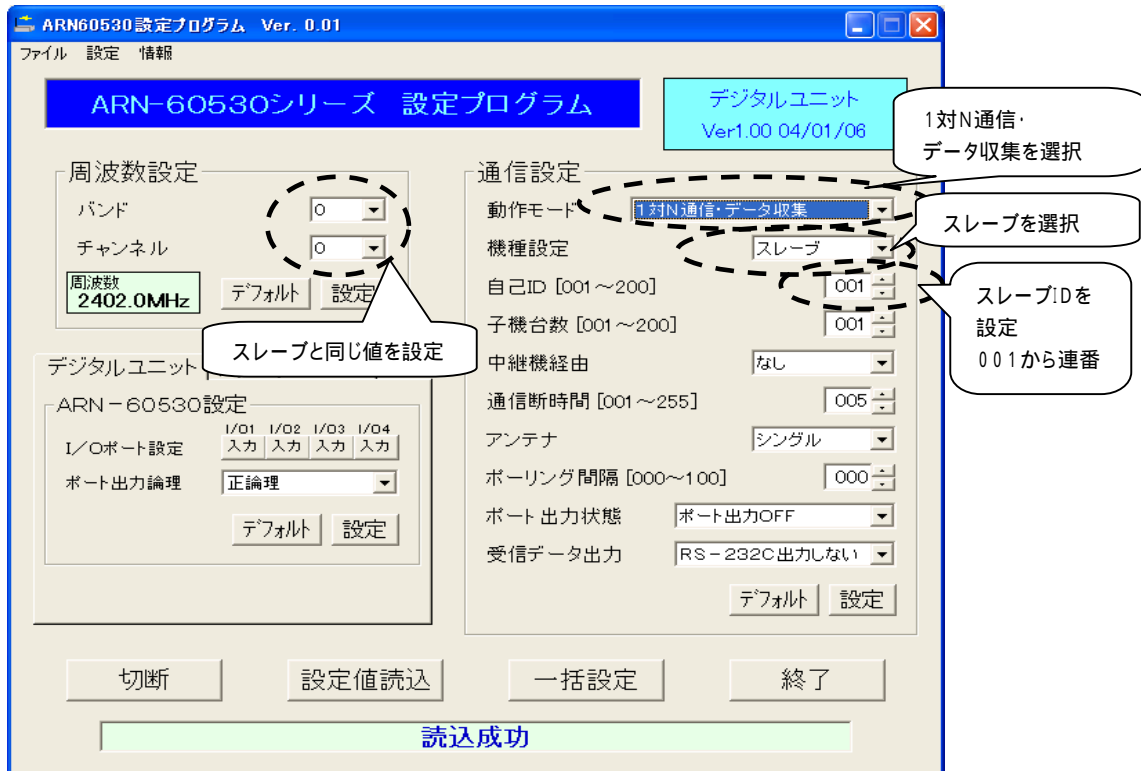 ARN60530設定プログラム Ver. 0.01
ファイル 設定 情報
ARN-60530シリーズ 設定プログラム
デジタルユニット
Ver1.00 04/01/06
1対N通信・
データ収集を選択
周波数設定
バンド 0
チャンネル 0
周波数
2402.0MHz
デフォルト 設定
スレーブと同じ値を設定
通信設定
動作モード 1対N通信・データ収集
機種設定 スレーブ
スレーブを選択
自己ID [001～200] 001
スレーブIDを
設定
001から連番
子機台数 [001～200] 001
中継機経由 なし
通信断時間 [001～255] 005
アンテナ シングル
ポーリング間隔 [000～100] 000
ポート出力状態 ポート出力OFF
受信データ出力 RS-232C出力しない
デフォルト 設定
デジタルユニット
ARN-60530設定
I/O1 I/O2 I/O3 I/O4
I/Oポート設定 入力 入力 入力 入力
ポート出力論理 正論理
デフォルト 設定
切断 設定値読込 一括設定 終了
読込成功